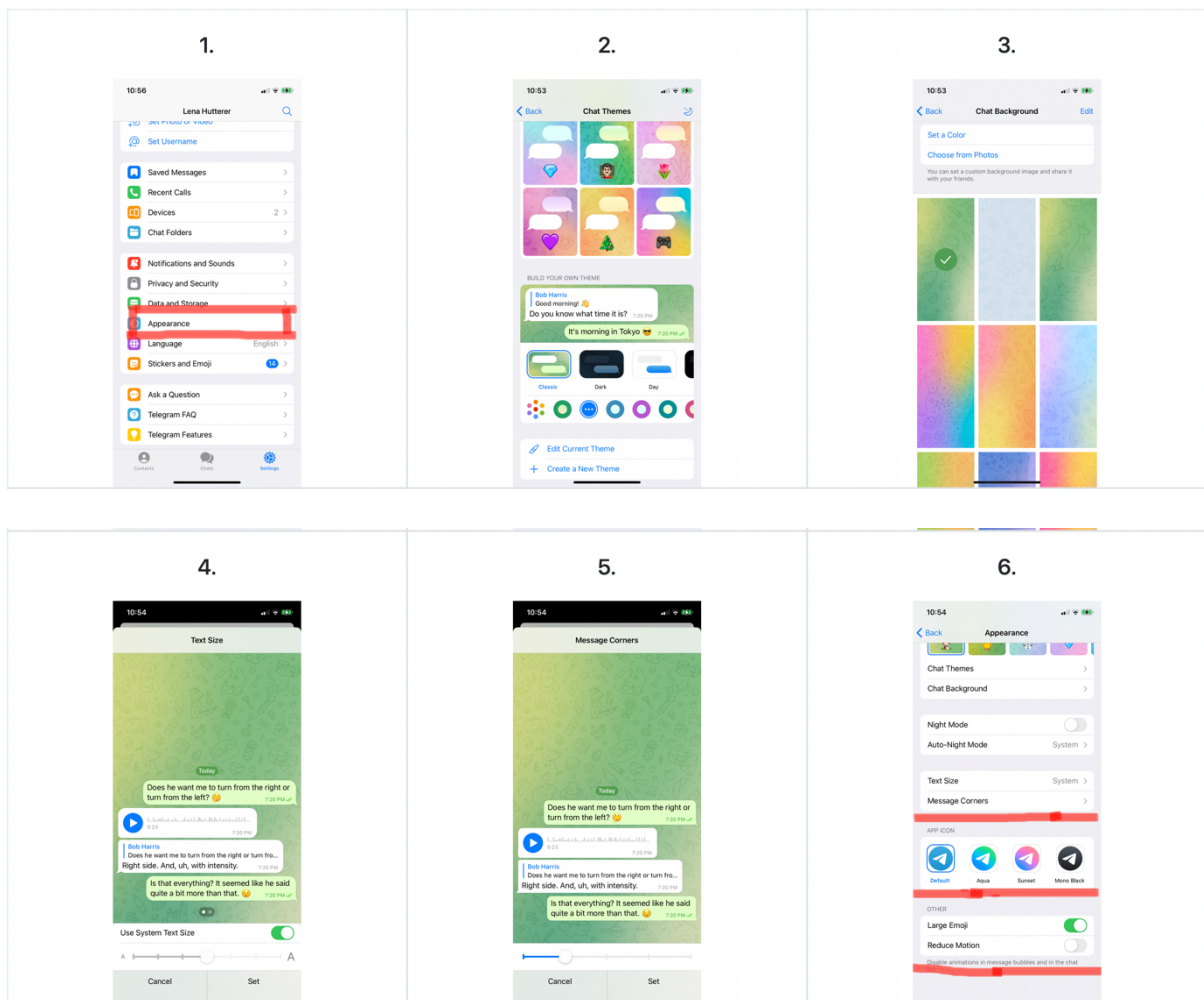 1.
10:56
Lena Hutterer
Set Photo or Video
Set Username
Saved Messages
Recent Calls
Devices 2
Chat Folders
Notifications and Sounds
Privacy and Security
Data and Storage
Appearance
Language English
Stickers and Emoji 14
Ask a Question
Telegram FAQ
Telegram Features
Contacts Chats Settings
2.
10:53
Back Chat Themes
BUILD YOUR OWN THEME
Bob Harris
Good morning! 👋
Do you know what time it is? 7:20 PM
It's morning in Tokyo 😎 7:20 PM
Classic Dark Day
Edit Current Theme
Create a New Theme
3.
10:53
Back Chat Background Edit
Set a Color
Choose from Photos
You can set a custom background image and share it
with your friends.
4.
10:54
Text Size
Today
Does he want me to turn from the right or
turn from the left? 🤔 7:20 PM
0:23 7:20 PM
Bob Harris
Does he want me to turn from the right or turn fro...
Right side. And, uh, with intensity. 7:20 PM
Is that everything? It seemed like he said
quite a bit more than that. 😯 7:20 PM
Use System Text Size
A A
Cancel Set
5.
10:54
Message Corners
Today
Does he want me to turn from the right or
turn from the left? 🤔 7:20 PM
0:23 7:20 PM
Bob Harris
Does he want me to turn from the right or turn fro...
Right side. And, uh, with intensity. 7:20 PM
Is that everything? It seemed like he said
quite a bit more than that. 😯 7:20 PM
Cancel Set
6.
10:54
Back Appearance
Chat Themes
Chat Background
Night Mode
Auto-Night Mode System
Text Size System
Message Corners
APP ICON
Default Aqua Sunset Mono Black
OTHER
Large Emoji
Reduce Motion
Disable animations in message bubbles and in the chat